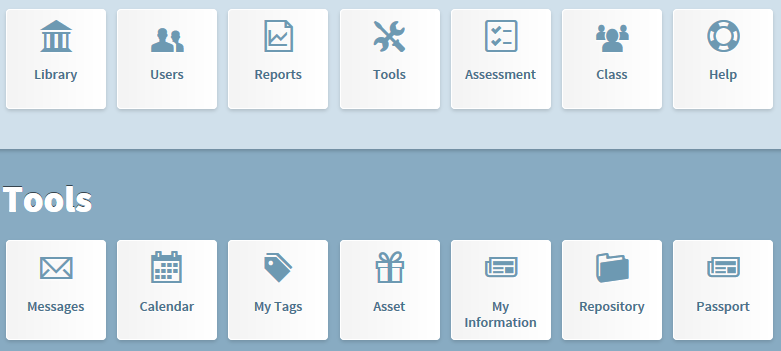 Library
Users
Reports
Tools
Assessment
Class
Help
Tools
Messages
Calendar
My Tags
Asset
My
Information
Repository
Passport